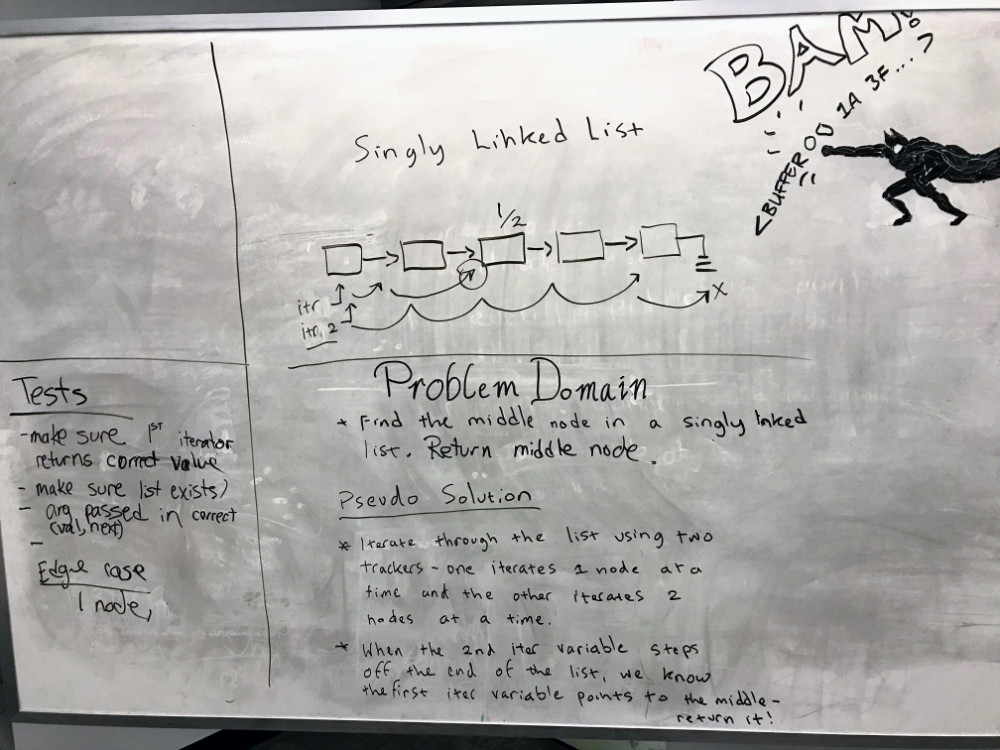 BAM!
<BUFFER 00 1A 3F...>
Singly Linked List
1/2
itr 1
itr, 2
X
Tests
-make sure 1ST iterator
returns correct value
- make sure list exists)
- arg passed in correct
(val, next)
-
Edge case
1 node,
Problem Domain
* Find the middle node in a singly linked
list. Return middle node.
Pseudo Solution
* Iterate through the list using two
trackers - one iterates 1 node at a
time and the other iterates 2
nodes at a time.
* When the 2nd iter variable steps
off the end of the list, we know
the first iter variable points to the middle-
return it!